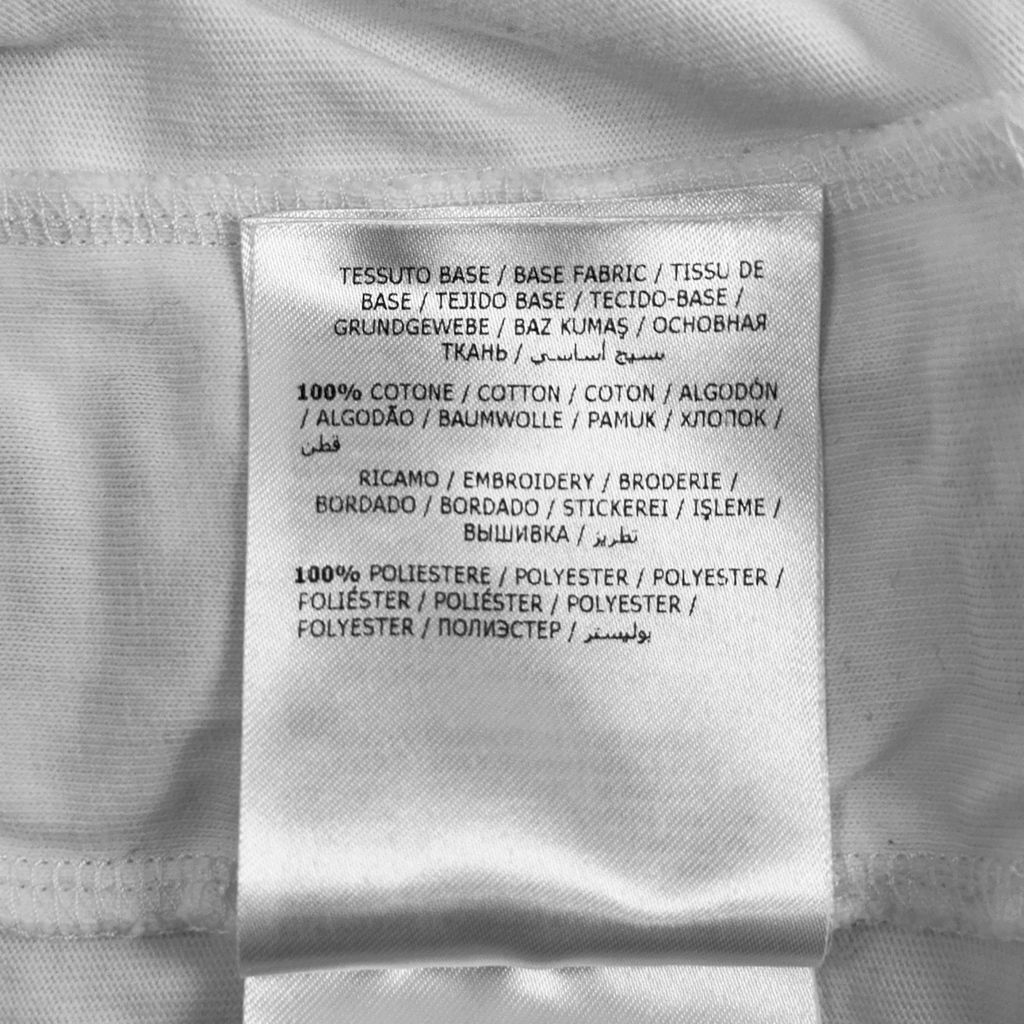 TESSUTO BASE / BASE FABRIC / TISSU DE
BASE / TEJIDO BASE / TECIDO-BASE /
GRUNDGEWEBE / BAZ KUMAŞ / ОСНОВНАЯ
ТКАНЬ / نسيج أساسي
100% COTONE / COTTON / COTON / ALGODÓN
/ ALGODÃO / BAUMWOLLE / PAMUK / ХЛОПОК /
قطن
RICAMO / EMBROIDERY / BRODERIE /
BORDADO / BORDADO / STICKEREI / IŞLEME /
ВЫШИВКА / تطريز
100% POLIESTERE / POLYESTER / POLYESTER /
POLIÉSTER / POLIÉSTER / POLYESTER /
POLYESTER / ПОЛИЭСТЕР / بوليستر